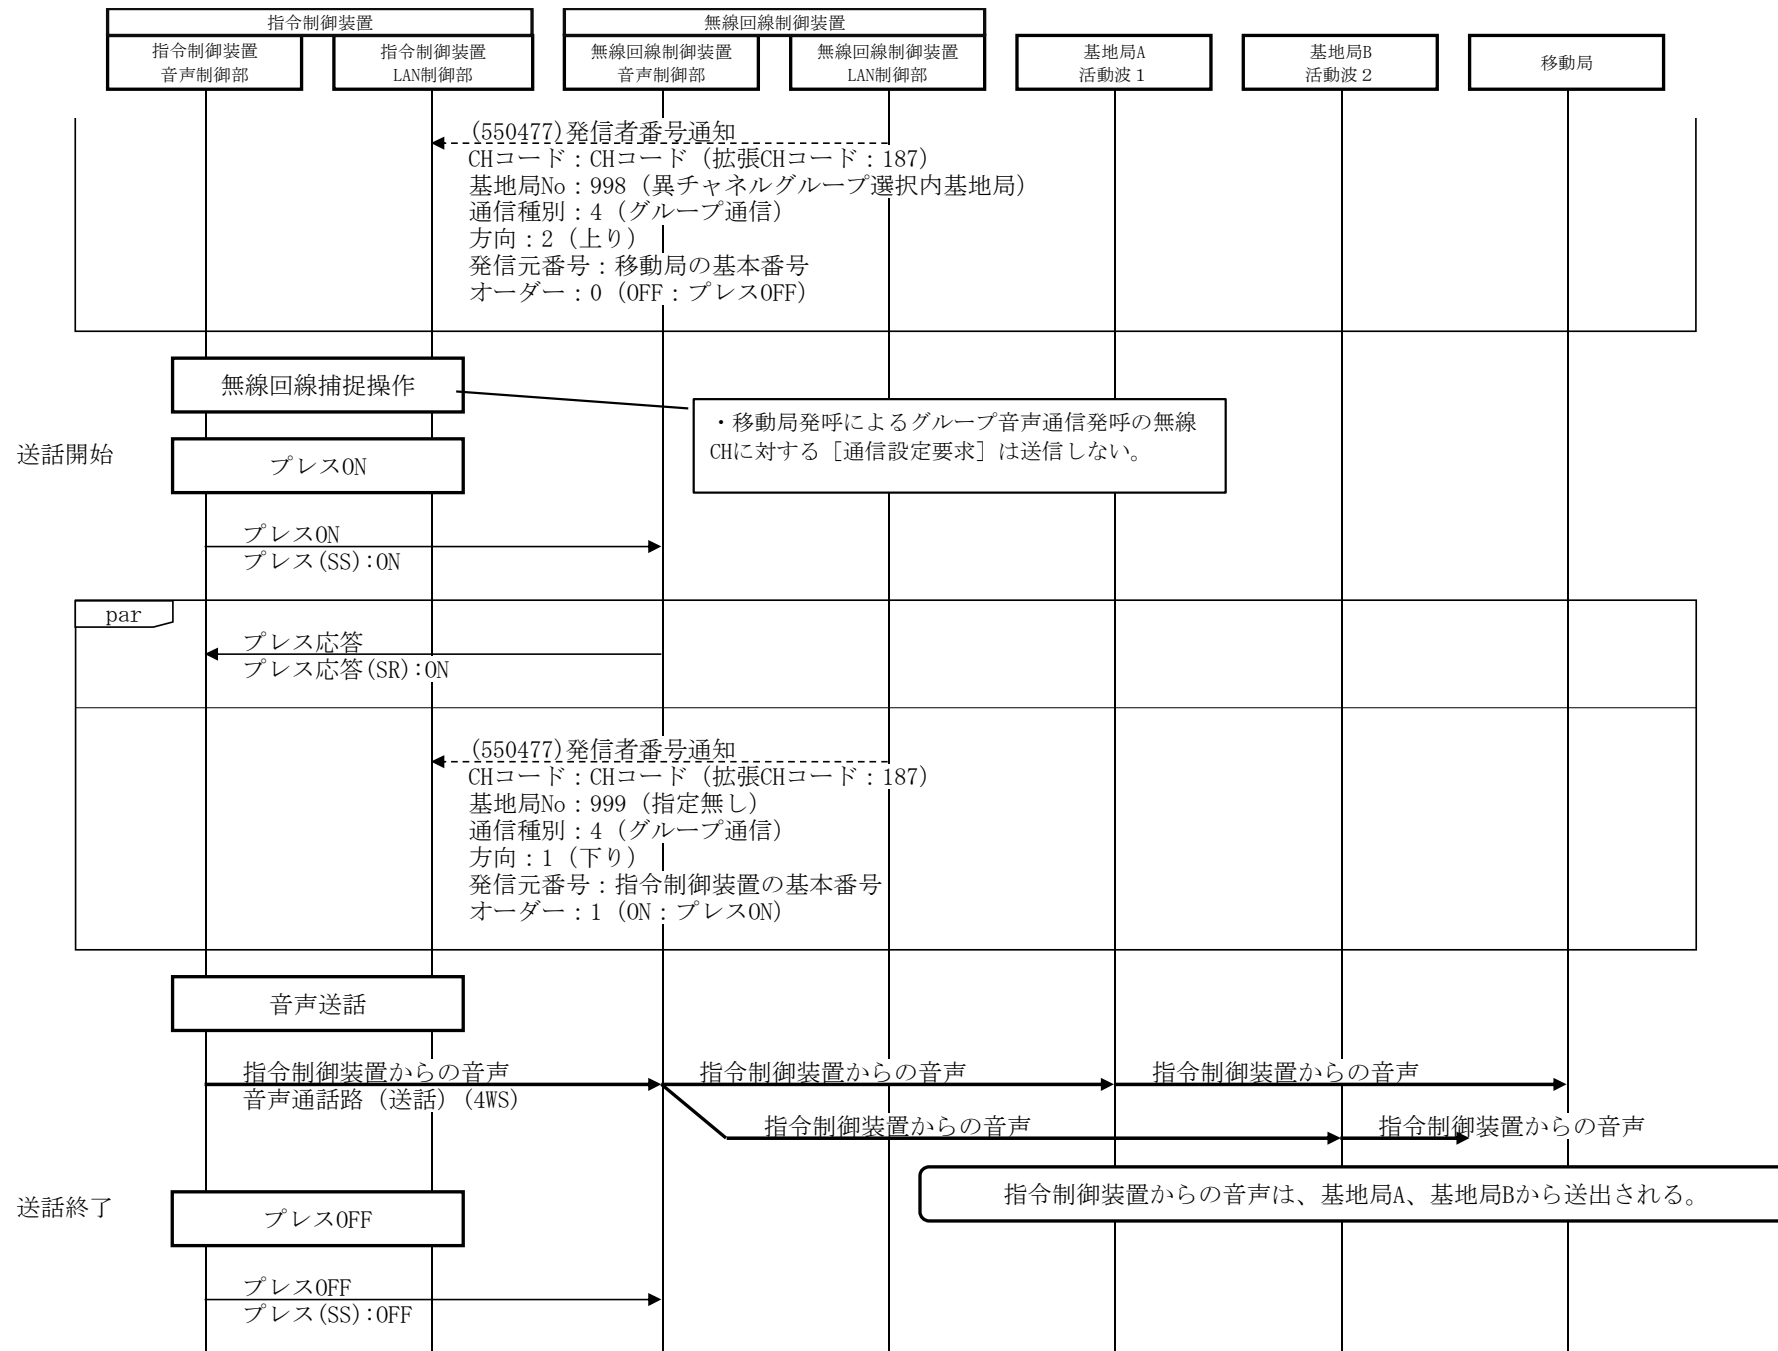 指令制御装置
無線回線制御装置
指令制御装置
音声制御部
指令制御装置
LAN制御部
無線回線制御装置
音声制御部
無線回線制御装置
LAN制御部
基地局A
活動波１
基地局B
活動波２
移動局
(550477)発信者番号通知
CHコード：CHコード（拡張CHコード：187）
基地局No：998（異チャネルグループ選択内基地局）
通信種別：4（グループ通信）
方向：2（上り）
発信元番号：移動局の基本番号
オーダー：0（OFF：プレスOFF）
無線回線捕捉操作
・移動局発呼によるグループ音声通信発呼の無線
CHに対する［通信設定要求］は送信しない。
送話開始
プレスON
プレスON
プレス(SS):ON
par
プレス応答
プレス応答(SR):ON
(550477)発信者番号通知
CHコード：CHコード（拡張CHコード：187）
基地局No：999（指定無し）
通信種別：4（グループ通信）
方向：1（下り）
発信元番号：指令制御装置の基本番号
オーダー：1（ON：プレスON）
音声送話
指令制御装置からの音声
音声通話路（送話）(4WS)
指令制御装置からの音声
指令制御装置からの音声
指令制御装置からの音声
指令制御装置からの音声
指令制御装置からの音声は、基地局A、基地局Bから送出される。
送話終了
プレスOFF
プレスOFF
プレス(SS):OFF